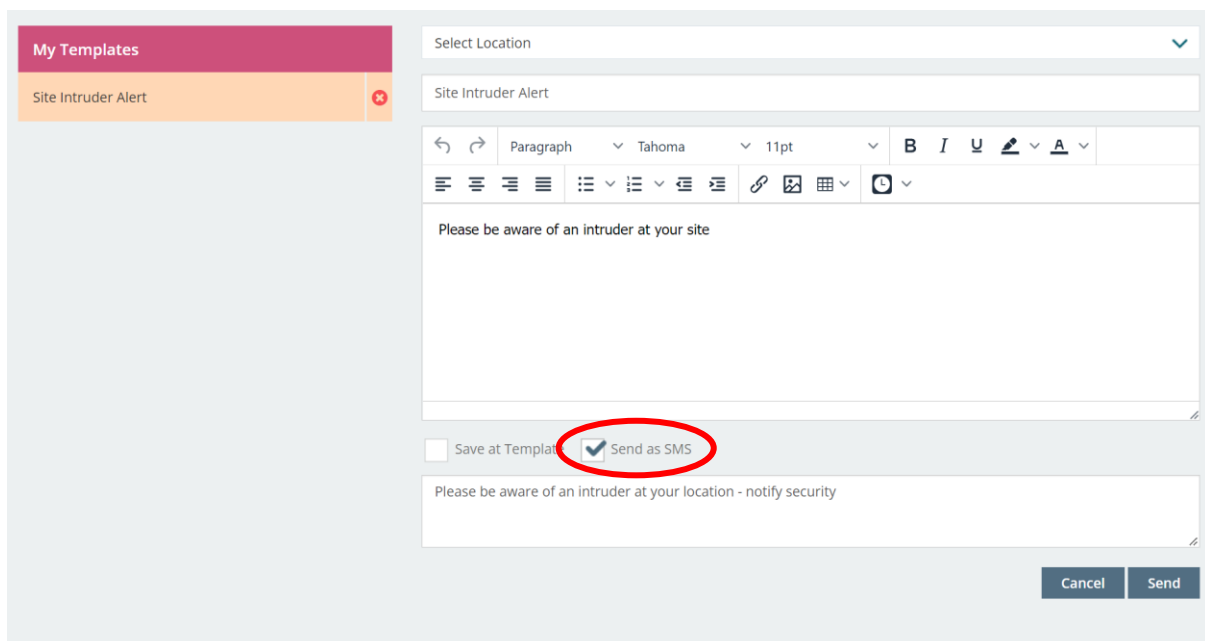 My Templates
Site Intruder Alert
Select Location
Site Intruder Alert
Paragraph Tahoma 11pt B I U A
Please be aware of an intruder at your site
Save at Template Send as SMS
Please be aware of an intruder at your location - notify security
Cancel Send